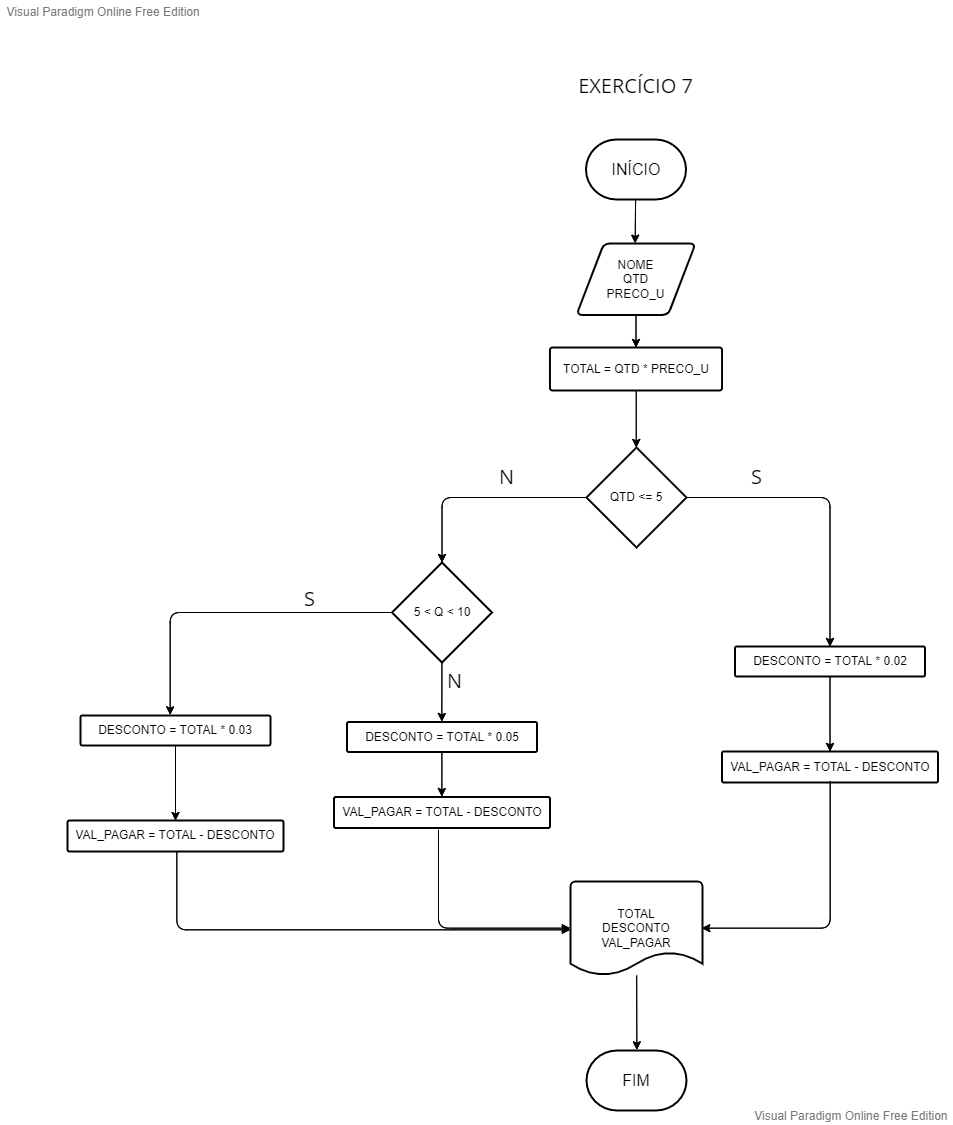 Visual Paradigm Online Free Edition
EXERCÍCIO 7
INÍCIO
NOME
QTD
PRECO_U
TOTAL = QTD * PRECO_U
N
QTD <= 5
S
S
5 < Q < 10
N
DESCONTO = TOTAL * 0.02
DESCONTO = TOTAL * 0.03
DESCONTO = TOTAL * 0.05
VAL_PAGAR = TOTAL - DESCONTO
VAL_PAGAR = TOTAL - DESCONTO
VAL_PAGAR = TOTAL - DESCONTO
TOTAL
DESCONTO
VAL_PAGAR
FIM
Visual Paradigm Online Free Edition